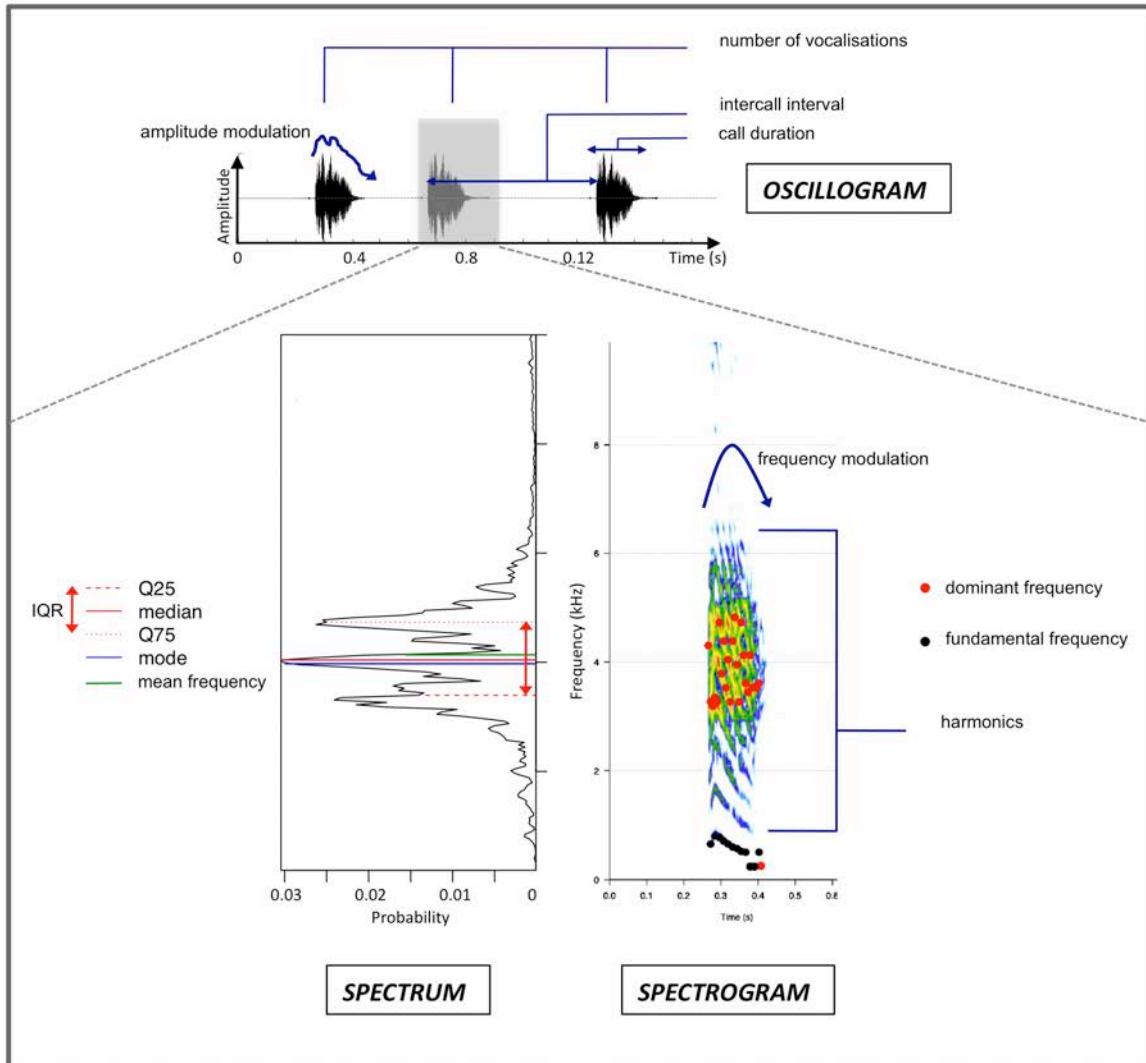 number of vocalisations
intercall interval
call duration
amplitude modulation
OSCILLOGRAM
Amplitude
0
0.4
0.8
0.12
Time (s)
8
6
4
2
0
Frequency (kHz)
frequency modulation
harmonics
dominant frequency
fundamental frequency
IQR
Q25
median
Q75
mode
mean frequency
0.03
0.02
0.01
0
Probability
0.0
0.1
0.2
0.3
0.4
0.5
0.6
Time (s)
SPECTRUM
SPECTROGRAM